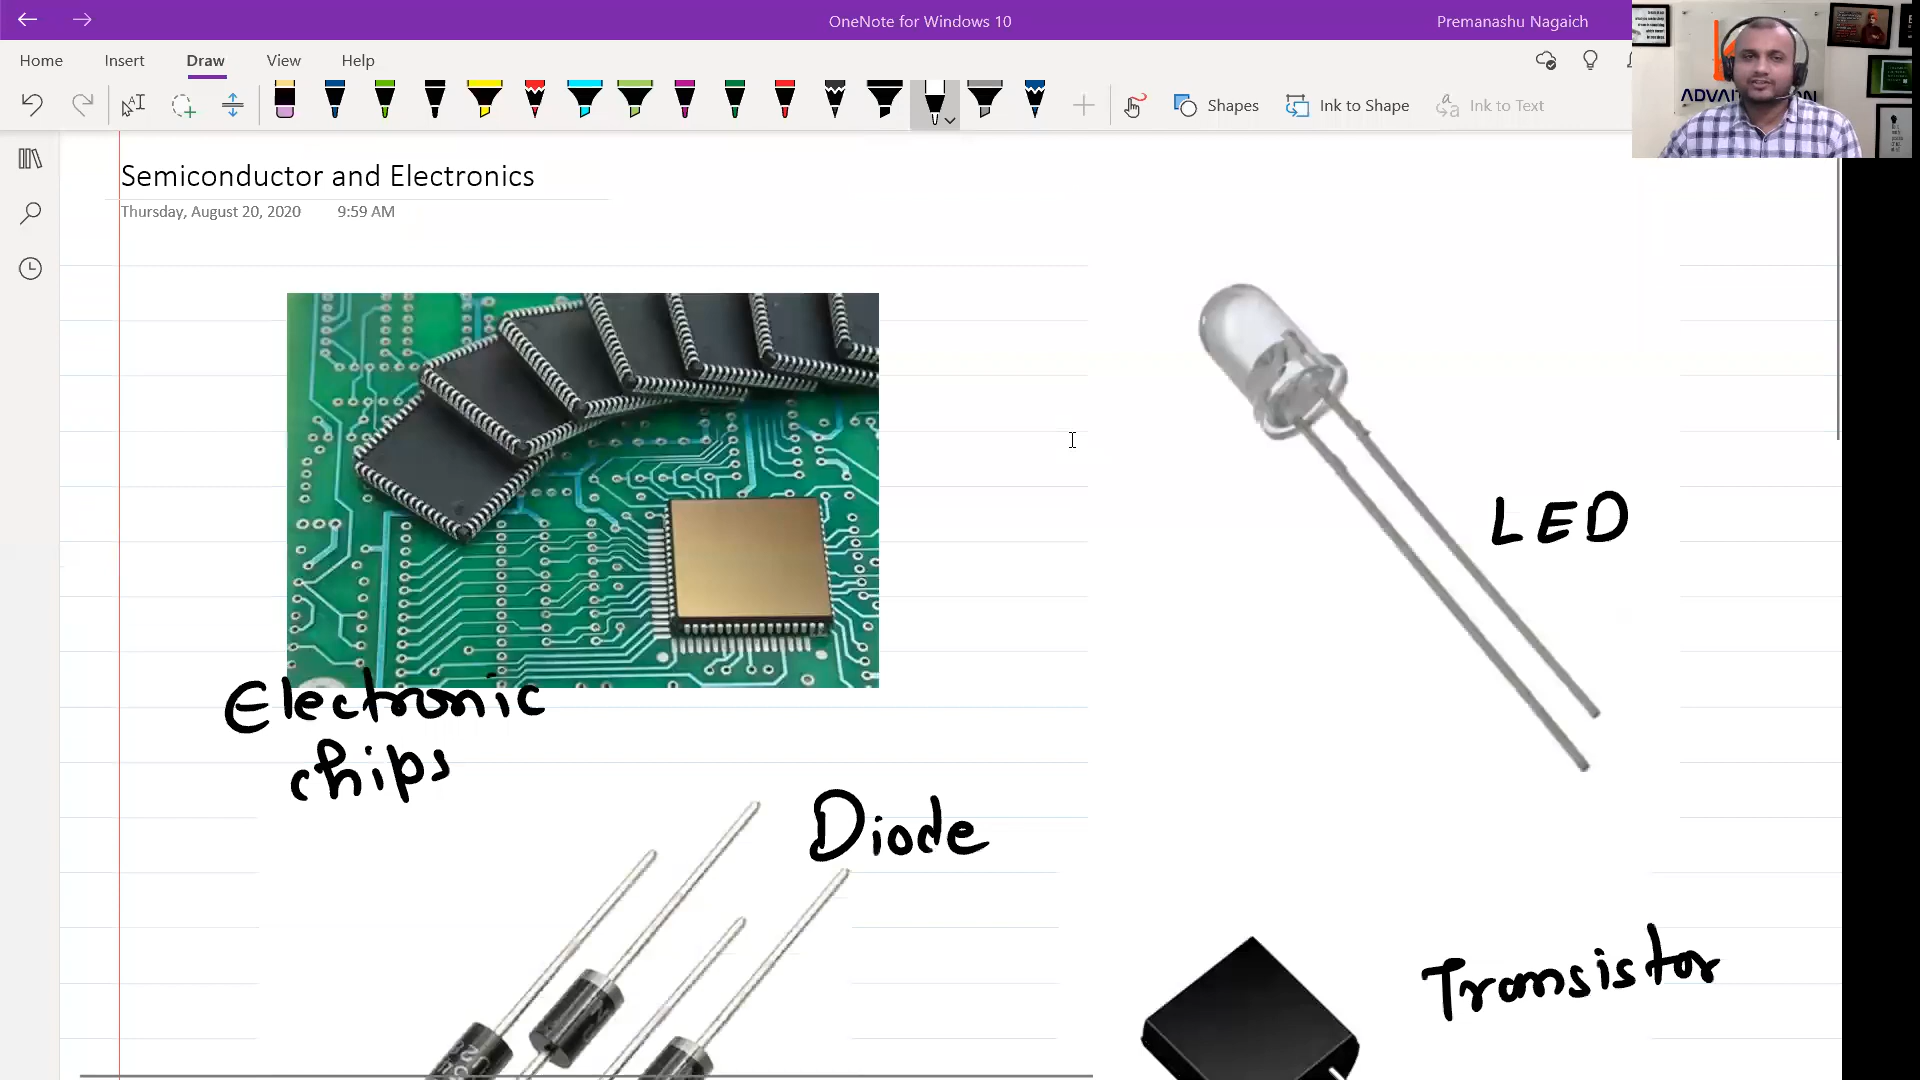 OneNote for Windows 10
Premanashu Nagaich
Home Insert Draw View Help
Shapes Ink to Shape Ink to Text
Semiconductor and Electronics
Thursday, August 20, 2020 9:59 AM
LED
Electronic
chips
Diode
Transistor